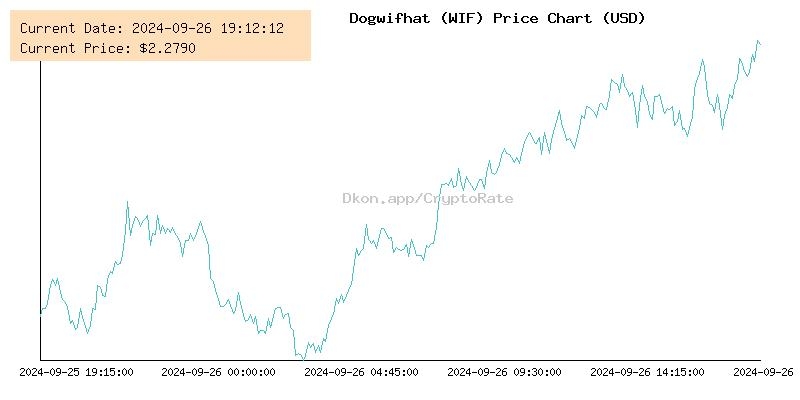 Dogwifhat (WIF) Price Chart (USD)
Current Date: 2024-09-26 19:12:12
Current Price: $2.2790
Dkon.app/CryptoRate
2024-09-25 19:15:00 2024-09-26 00:00:00 2024-09-26 04:45:00 2024-09-26 09:30:00 2024-09-26 14:15:00 2024-09-26